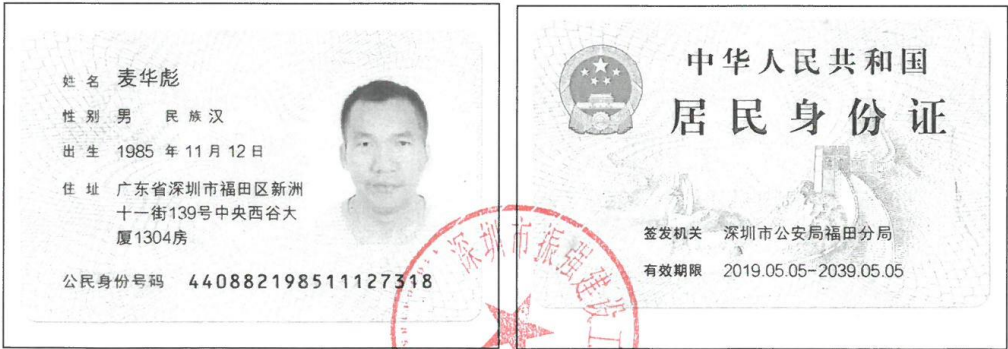 姓名 麦华彪
性别 男 民族 汉
出生 1985 年 11 月 12 日
住址 广东省深圳市福田区新洲
十一街139号中央西谷大
厦1304房
公民身份号码 440882198511127318
中华人民共和国
居民身份证
签发机关 深圳市公安局福田分局
有效期限 2019.05.05-2039.05.05
深圳市振强建设工